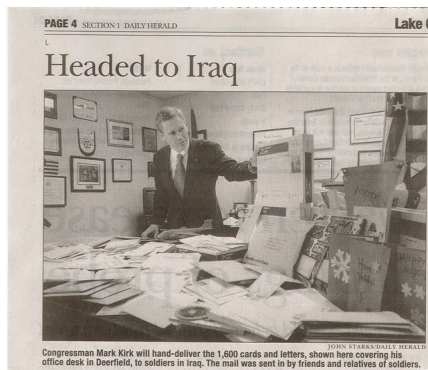 PAGE 4 SECTION 1 DAILY HERALD
Lake
L
Headed to Iraq
JOHN STARKS/DAILY HERALD
Congressman Mark Kirk will hand-deliver the 1,600 cards and letters, shown here covering his
office desk in Deerfield, to soldiers in Iraq. The mail was sent in by friends and relatives of soldiers.